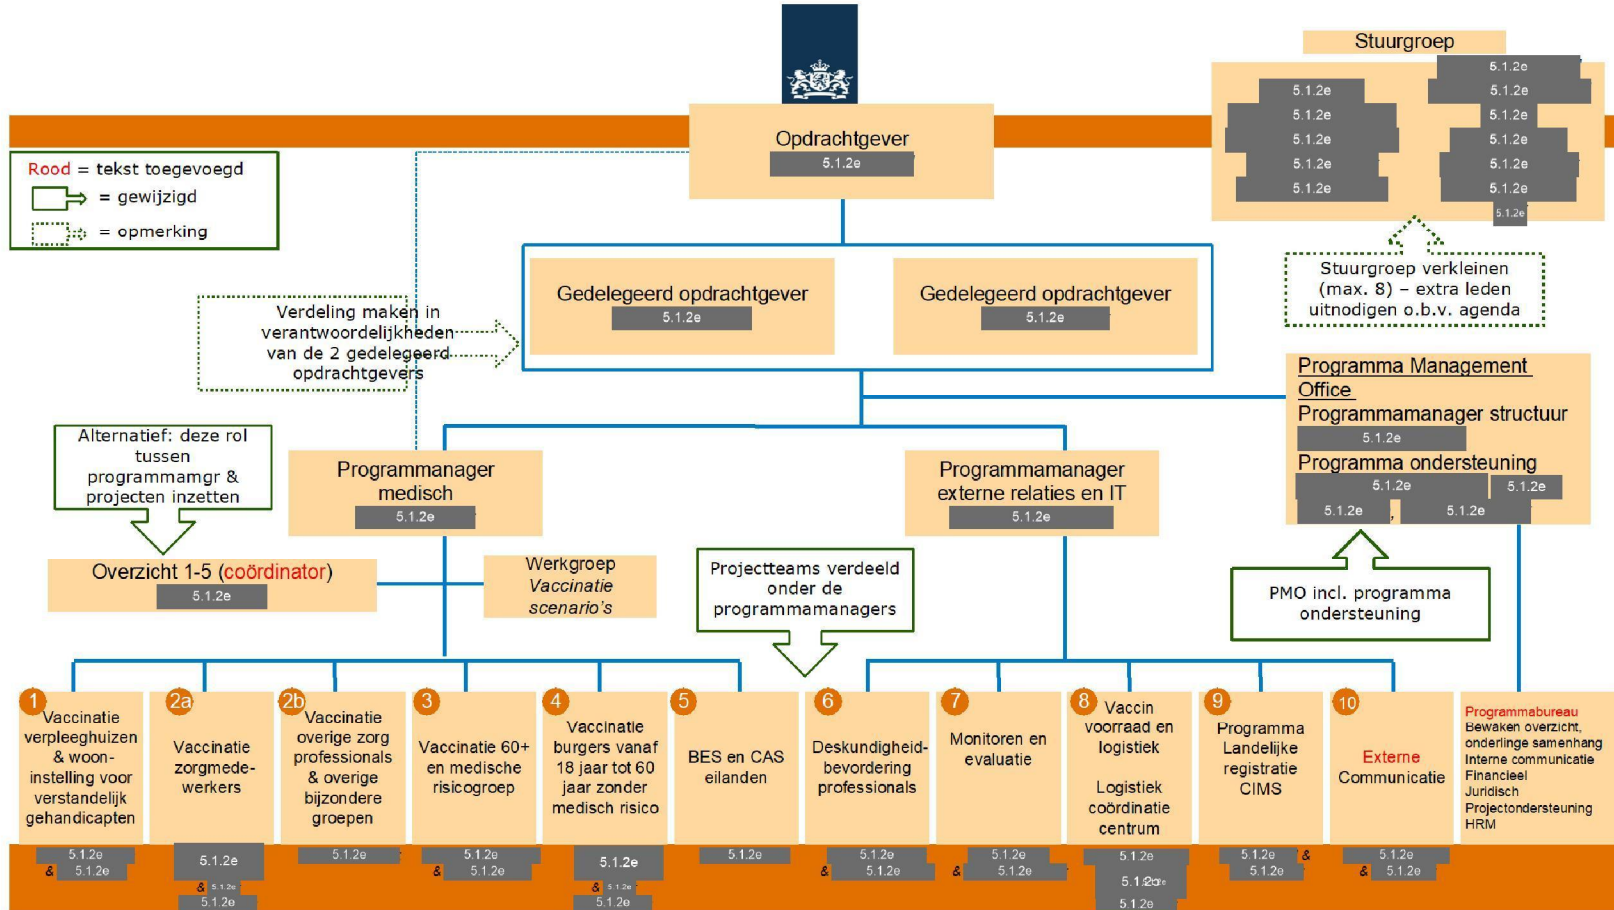 Stuurgroep
5.1.2e
5.1.2e
5.1.2e
5.1.2e
5.1.2e
5.1.2e
5.1.2e
5.1.2e
5.1.2e
5.1.2e
5.1.2e
5.1.2e
Opdrachtgever
5.1.2e
Rood = tekst toegevoegd
= gewijzigd
= opmerking
Stuurgroep verkleinen
(max. 8) – extra leden
uitnodigen o.b.v. agenda
Gedelegeerd opdrachtgever
5.1.2e
Gedelegeerd opdrachtgever
5.1.2e
Verdeling maken in
verantwoordelijkheden
van de 2 gedelegeerd
opdrachtgevers
Programma Management
Office
Programmamanager structuur
5.1.2e
Programma ondersteuning
5.1.2e 5.1.2e
5.1.2e , 5.1.2e
Alternatief: deze rol
tussen
programmamgr &
projecten inzetten
Programmanager
medisch
5.1.2e
Programmamanager
externe relaties en IT
5.1.2e
Overzicht 1-5 (coördinator)
5.1.2e
Werkgroep
Vaccinatie
scenario's
Projectteams verdeeld
onder de
programmamanagers
PMO incl. programma
ondersteuning
1
Vaccinatie
verpleeghuizen
& woon-
instelling voor
verstandelijk
gehandicapten
5.1.2e
& 5.1.2e
2a
Vaccinatie
zorgmede-
werkers
5.1.2e
& 5.1.2e
5.1.2e
2b
Vaccinatie
overige zorg
professionals
& overige
bijzondere
groepen
5.1.2e
3
Vaccinatie 60+
en medische
risicogroep
5.1.2e
& 5.1.2e
4
Vaccinatie
burgers vanaf
18 jaar tot 60
jaar zonder
medisch risico
5.1.2e
& 5.1.2e
5.1.2e
5
BES en CAS
eilanden
5.1.2e
6
Deskundigheid-
bevordering
professionals
5.1.2e
& 5.1.2e
7
Monitoren en
evaluatie
5.1.2e
& 5.1.2e
8
Vaccin
voorraad en
logistiek
Logistiek
coördinatie
centrum
5.1.2e
5.1.2e
5.1.2e
9
Programma
Landelijke
registratie
CIMS
5.1.2e &
5.1.2e
10
Externe
Communicatie
5.1.2e
& 5.1.2e
Programmabureau
Bewaken overzicht,
onderlinge samenhang
Interne communicatie
Financieel
Juridisch
Projectondersteuning
HRM